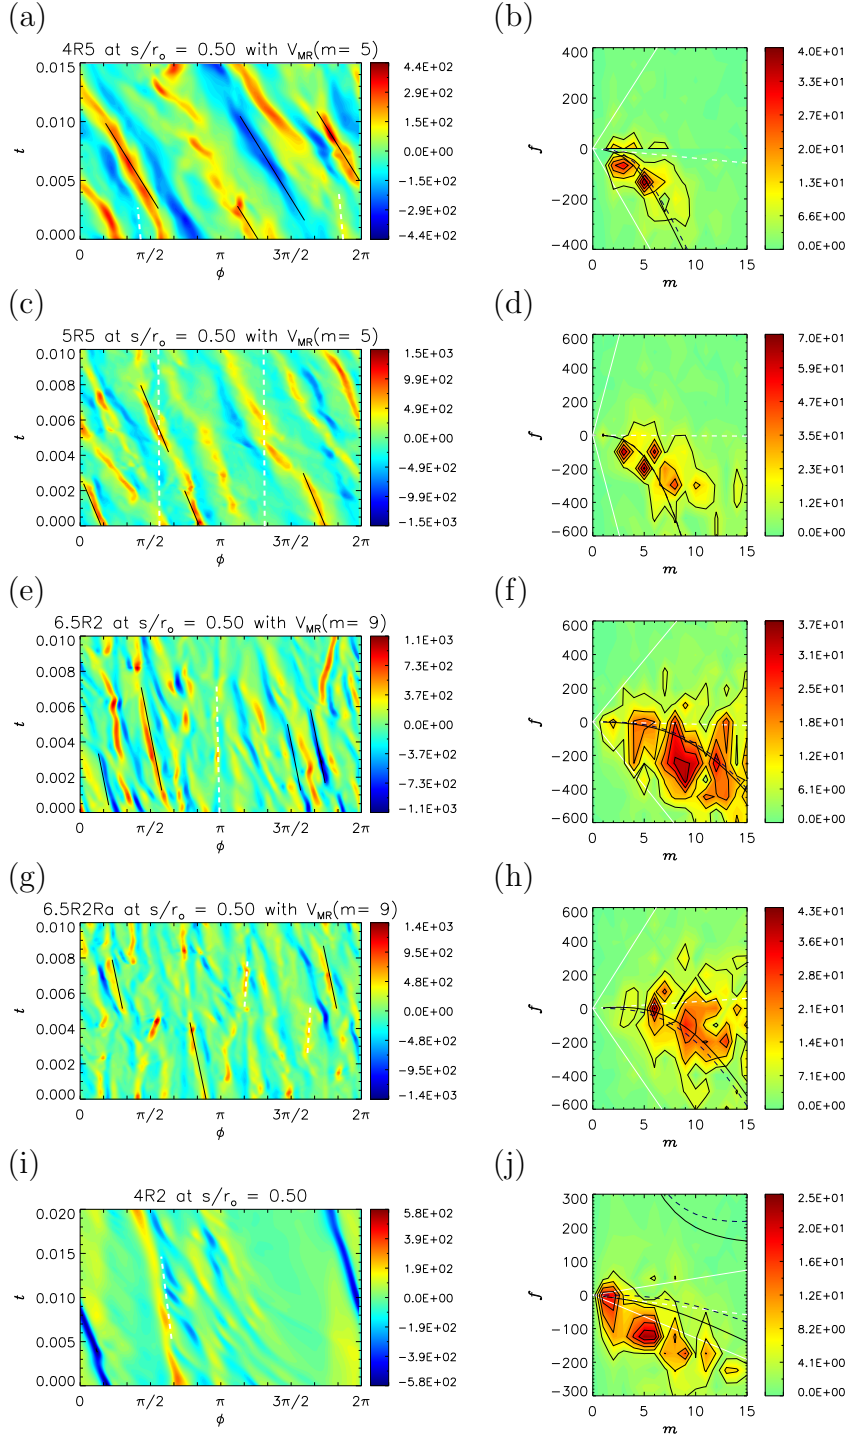 (a)
4R5 at s/r₀ = 0.50 with V_MR(m= 5)
0.015
0.010
0.005
0.000
t
0 π/2 π 3π/2 2π
ϕ
4.4E+02
2.9E+02
1.5E+02
0.0E+00
−1.5E+02
−2.9E+02
−4.4E+02
(b)
400
200
0
−200
−400
f
0 5 10 15
m
4.0E+01
3.3E+01
2.6E+01
2.0E+01
1.3E+01
6.6E+00
0.0E+00
(c)
5R5 at s/r₀ = 0.50 with V_MR(m= 5)
0.010
0.008
0.006
0.004
0.002
0.000
t
0 π/2 π 3π/2 2π
ϕ
1.5E+03
9.9E+02
4.9E+02
0.0E+00
−4.9E+02
−9.9E+02
−1.5E+03
(d)
600
400
200
0
−200
−400
−600
f
0 5 10 15
m
7.0E+01
5.9E+01
4.7E+01
3.5E+01
2.3E+01
1.2E+01
0.0E+00
(e)
6.5R2 at s/r₀ = 0.50 with V_MR(m= 9)
0.010
0.008
0.006
0.004
0.002
0.000
t
0 π/2 π 3π/2 2π
ϕ
1.1E+03
7.3E+02
3.7E+02
0.0E+00
−3.7E+02
−7.3E+02
−1.1E+03
(f)
600
400
200
0
−200
−400
−600
f
0 5 10 15
m
3.7E+01
3.1E+01
2.4E+01
1.8E+01
1.2E+01
6.1E+00
0.0E+00
(g)
6.5R2Ra at s/r₀ = 0.50 with V_MR(m= 9)
0.010
0.008
0.006
0.004
0.002
0.000
t
0 π/2 π 3π/2 2π
ϕ
1.4E+03
9.5E+02
4.8E+02
0.0E+00
−4.8E+02
−9.5E+02
−1.4E+03
(h)
600
400
200
0
−200
−400
−600
f
0 5 10 15
m
4.3E+01
3.6E+01
2.9E+01
2.1E+01
1.4E+01
7.1E+00
0.0E+00
(i)
4R2 at s/r₀ = 0.50
0.020
0.015
0.010
0.005
0.000
t
0 π/2 π 3π/2 2π
ϕ
5.8E+02
3.9E+02
1.9E+02
0.0E+00
−1.9E+02
−3.9E+02
−5.8E+02
(j)
300
200
100
0
−100
−200
−300
f
0 5 10 15
m
2.5E+01
2.0E+01
1.6E+01
1.2E+01
8.2E+00
4.1E+00
0.0E+00